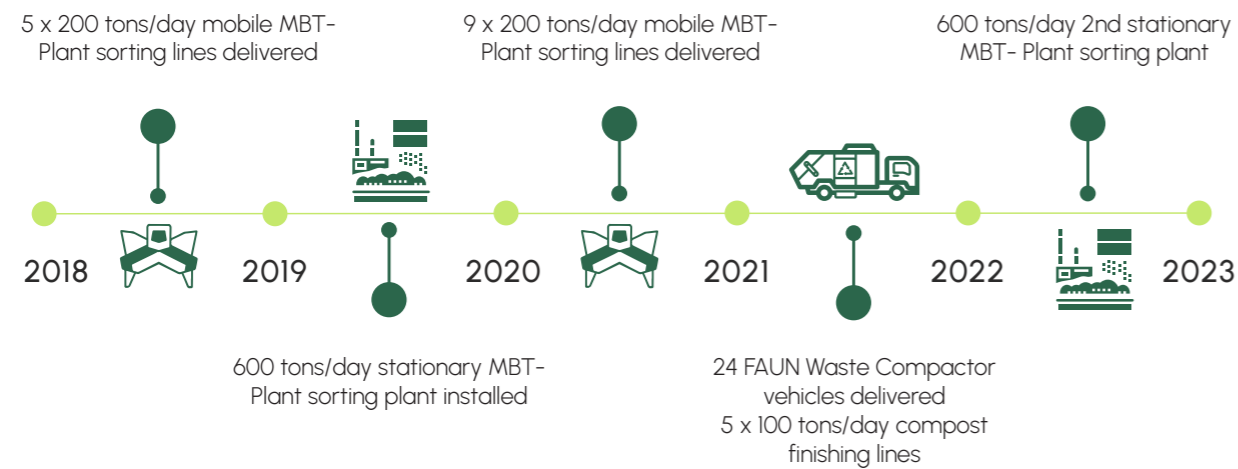 5 x 200 tons/day mobile MBT-
Plant sorting lines delivered
9 x 200 tons/day mobile MBT-
Plant sorting lines delivered
600 tons/day 2nd stationary
MBT- Plant sorting plant
2018
2019
2020
2021
2022
2023
600 tons/day stationary MBT-
Plant sorting plant installed
24 FAUN Waste Compactor
vehicles delivered
5 x 100 tons/day compost
finishing lines